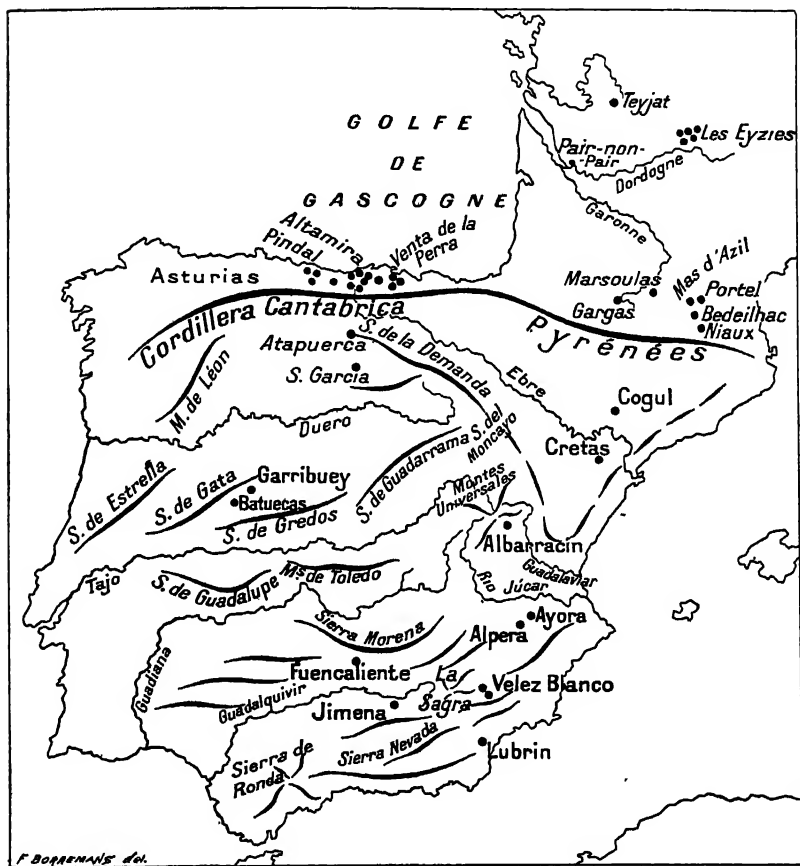 GOLFE
DE
GASCOGNE
Teyjat
Les Eyzies
Pair-non-
-Pair
Dordogne
Garonne
Altamira
Pindal
Venta de la
Perra
Asturias
Marsoulas
Gargas
Mas d'Azil
Portel
Bedeilhac
Niaux
Cordillera Cantabrica
PYRÉNÉES
Atapuerca
S. de la Demanda
S. Garcia
M. de Léon
Ebre
Duero
Cogul
Cretas
S. de Guadarrama
S. del
Moncayo
S. de Estrella
S. de Gata
Garribuey
Batuecas
S. de Gredos
Montes
Universales
Albarracin
Guadalaviar
Rio
Júcar
Tajo
S. de Guadalupe
Ms de Toledo
Ayora
Alpera
Sierra Morena
Guadiana
Fuencaliente
La
Sagra
Velez Blanco
Guadalquivir
Jimena
Sierra Nevada
Lubrin
Sierra de
Ronda
F. BORREMANS del.